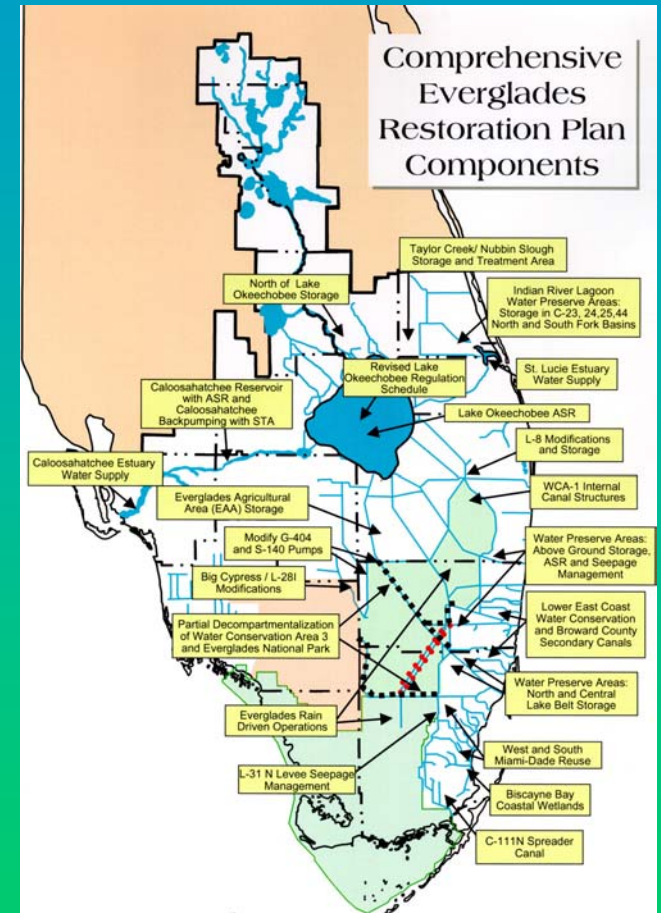 Comprehensive
Everglades
Restoration Plan
Components
Taylor Creek/ Nubbin Slough
Storage and Treatment Area
North of Lake
Okeechobee Storage
Indian River Lagoon
Water Preserve Areas:
Storage in C-23, 24,25,44
North and South Fork Basins
Revised Lake
Okeechobee Regulation
Schedule
St. Lucie Estuary
Water Supply
Caloosahatchee Reservoir
with ASR and
Caloosahatchee
Backpumping with STA
Lake Okeechobee ASR
L-8 Modifications
and Storage
Caloosahatchee Estuary
Water Supply
WCA-1 Internal
Canal Structures
Everglades Agricultural
Area (EAA) Storage
Modify G-404
and S-140 Pumps
Water Preserve Areas:
Above Ground Storage,
ASR and Seepage
Management
Big Cypress / L-28I
Modifications
Lower East Coast
Water Conservation
and Broward County
Secondary Canals
Partial Decompartmentalization
of Water Conservation Area 3
and Everglades National Park
Water Preserve Areas:
North and Central
Lake Belt Storage
Everglades Rain
Driven Operations
West and South
Miami-Dade Reuse
L-31 N Levee Seepage
Management
Biscayne Bay
Coastal Wetlands
C-111N Spreader
Canal